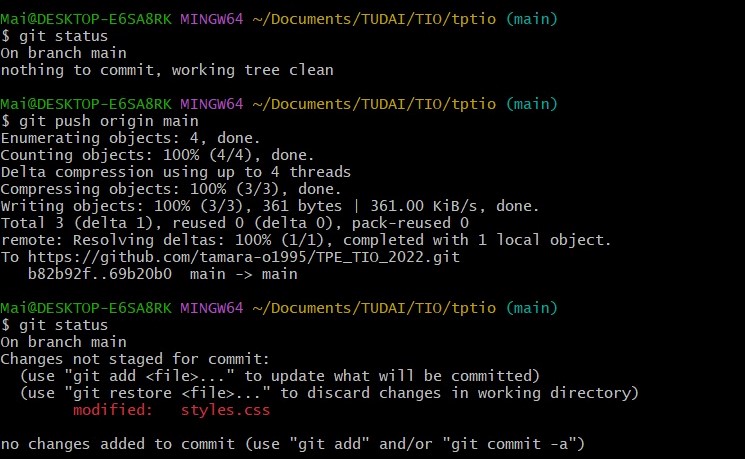 Mai@DESKTOP-E6SA8RK MINGW64 ~/Documents/TUDAI/TIO/tptio (main)
$ git status
On branch main
nothing to commit, working tree clean
Mai@DESKTOP-E6SA8RK MINGW64 ~/Documents/TUDAI/TIO/tptio (main)
$ git push origin main
Enumerating objects: 4, done.
Counting objects: 100% (4/4), done.
Delta compression using up to 4 threads
Compressing objects: 100% (3/3), done.
Writing objects: 100% (3/3), 361 bytes | 361.00 KiB/s, done.
Total 3 (delta 1), reused 0 (delta 0), pack-reused 0
remote: Resolving deltas: 100% (1/1), completed with 1 local object.
To https://github.com/tamara-o1995/TPE_TIO_2022.git
   b82b92f..69b20b0  main -> main
Mai@DESKTOP-E6SA8RK MINGW64 ~/Documents/TUDAI/TIO/tptio (main)
$ git status
On branch main
Changes not staged for commit:
  (use "git add <file>..." to update what will be committed)
  (use "git restore <file>..." to discard changes in working directory)
        modified:   styles.css
no changes added to commit (use "git add" and/or "git commit -a")